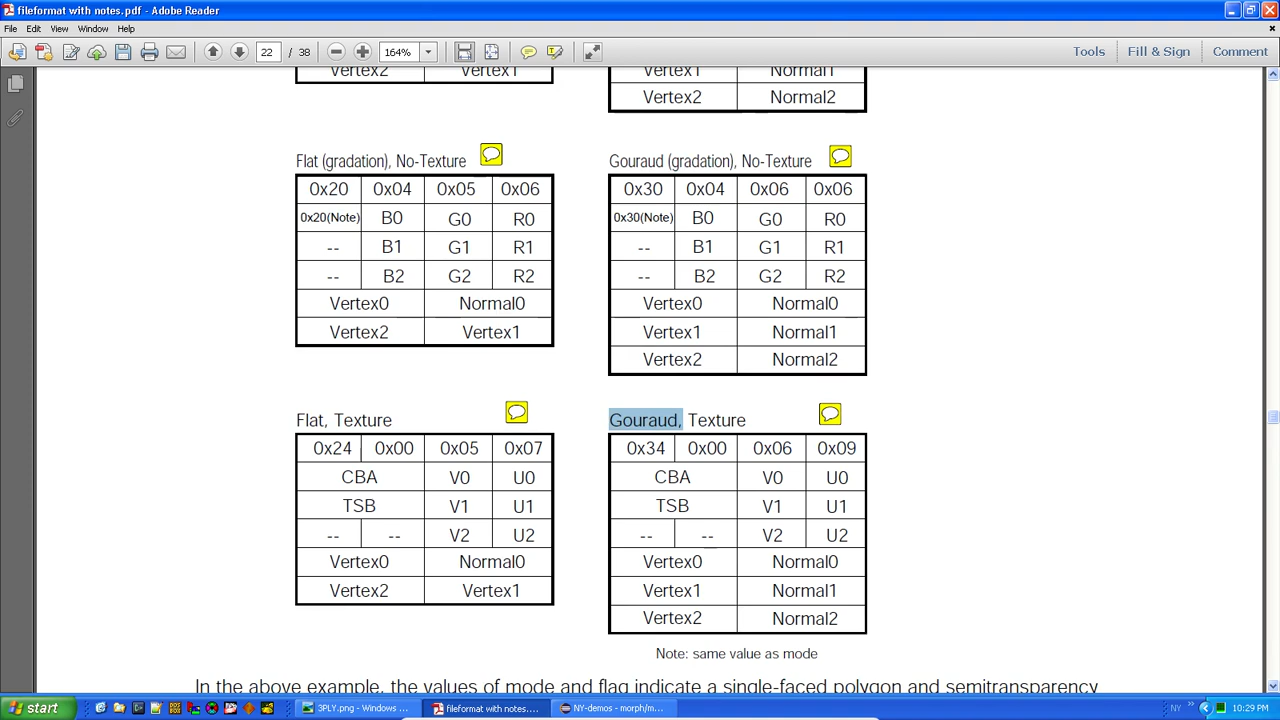 fileformat with notes.pdf - Adobe Reader
File Edit View Window Help
22 / 38 164% Tools Fill & Sign Comment
Vertex2 Vertex1
Vertex1 Normal1
Vertex2 Normal2
Flat (gradation), No-Texture
0x20 0x04 0x05 0x06
0x20(Note) B0 G0 R0
-- B1 G1 R1
-- B2 G2 R2
Vertex0 Normal0
Vertex2 Vertex1
Gouraud (gradation), No-Texture
0x30 0x04 0x06 0x06
0x30(Note) B0 G0 R0
-- B1 G1 R1
-- B2 G2 R2
Vertex0 Normal0
Vertex1 Normal1
Vertex2 Normal2
Flat, Texture
0x24 0x00 0x05 0x07
CBA V0 U0
TSB V1 U1
-- -- V2 U2
Vertex0 Normal0
Vertex2 Vertex1
Gouraud, Texture
0x34 0x00 0x06 0x09
CBA V0 U0
TSB V1 U1
-- -- V2 U2
Vertex0 Normal0
Vertex1 Normal1
Vertex2 Normal2
Note: same value as mode
In the above example, the values of mode and flag indicate a single-faced polygon and semitransparency
start 3PLY.png - Windows ... fileformat with notes.... NY-demos - morph/m... NY 10:29 PM